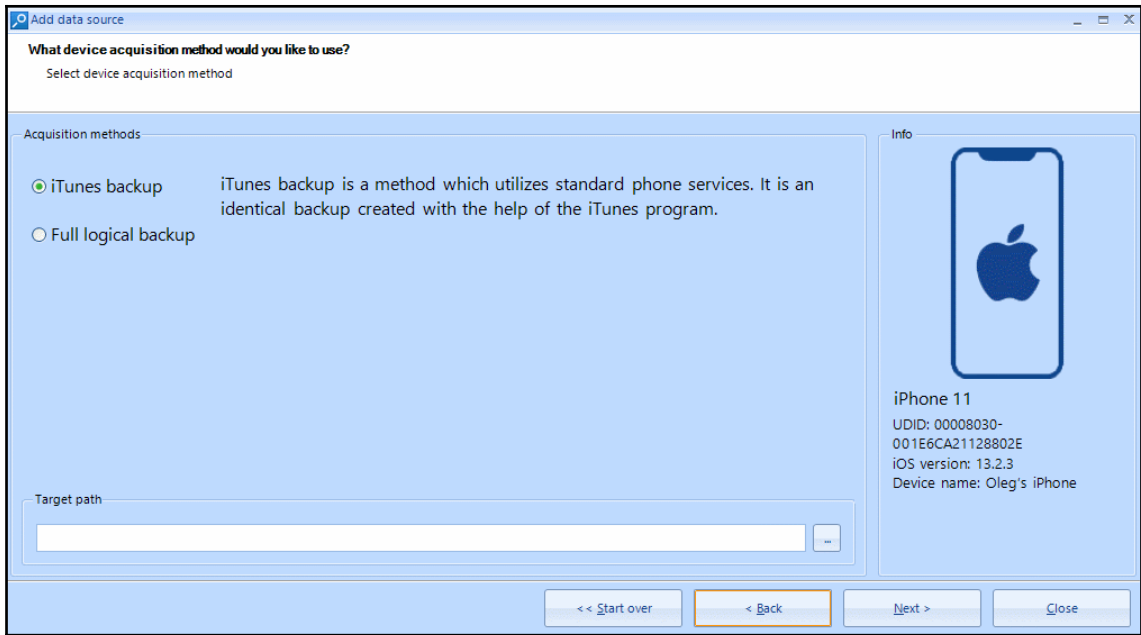 Add data source
What device acquisition method would you like to use?
Select device acquisition method
Acquisition methods
iTunes backup
iTunes backup is a method which utilizes standard phone services. It is an
identical backup created with the help of the iTunes program.
Full logical backup
Target path
...
Info
iPhone 11
UDID: 00008030-
001E6CA21128802E
iOS version: 13.2.3
Device name: Oleg's iPhone
<< Start over
< Back
Next >
Close